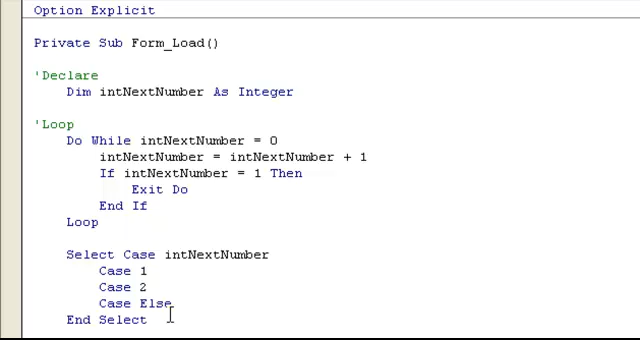 Option Explicit
Private Sub Form_Load()
'Declare
Dim intNextNumber As Integer
'Loop
Do While intNextNumber = 0
intNextNumber = intNextNumber + 1
If intNextNumber = 1 Then
Exit Do
End If
Loop
Select Case intNextNumber
Case 1
Case 2
Case Else
End Select